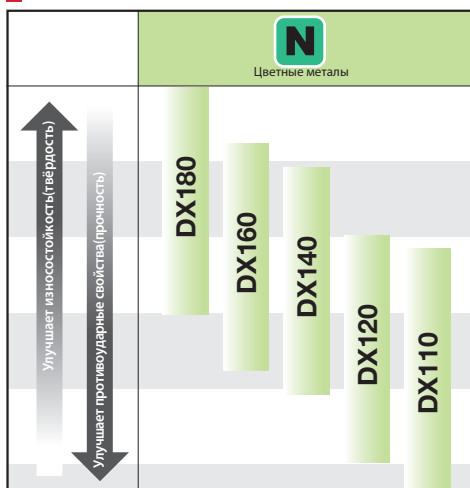 N
Цветные металы
Улучшает износостойкость(твёрдость)
Улучшает противоударные свойства(прочность)
DX180
DX160
DX140
DX120
DX110